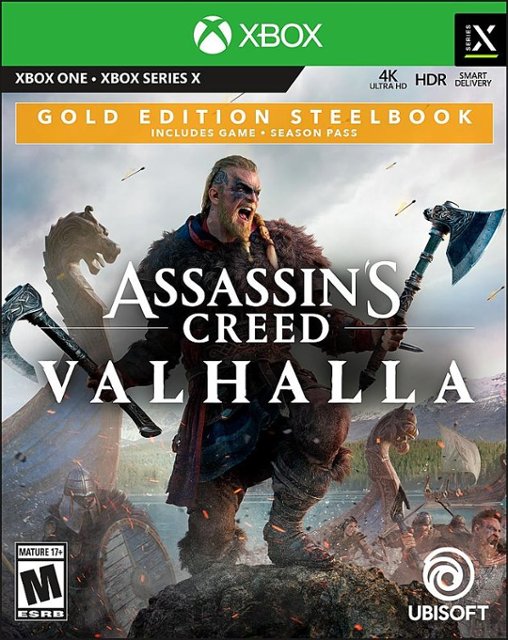 XBOX
SERIES X
XBOX ONE • XBOX SERIES X
4K ULTRA HD
HDR
SMART DELIVERY
GOLD EDITION STEELBOOK
INCLUDES GAME • SEASON PASS
ASSASSIN'S
CREED
VALHALLA
MATURE 17+
M
ESRB
UBISOFT